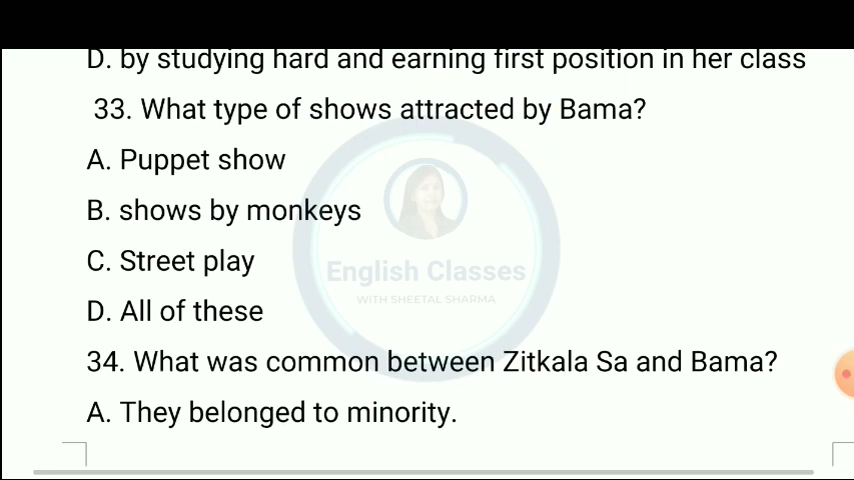 D. by studying hard and earning first position in her class
33. What type of shows attracted by Bama?
A. Puppet show
B. shows by monkeys
C. Street play
English Classes
WITH SHEETAL SHARMA
D. All of these
34. What was common between Zitkala Sa and Bama?
A. They belonged to minority.